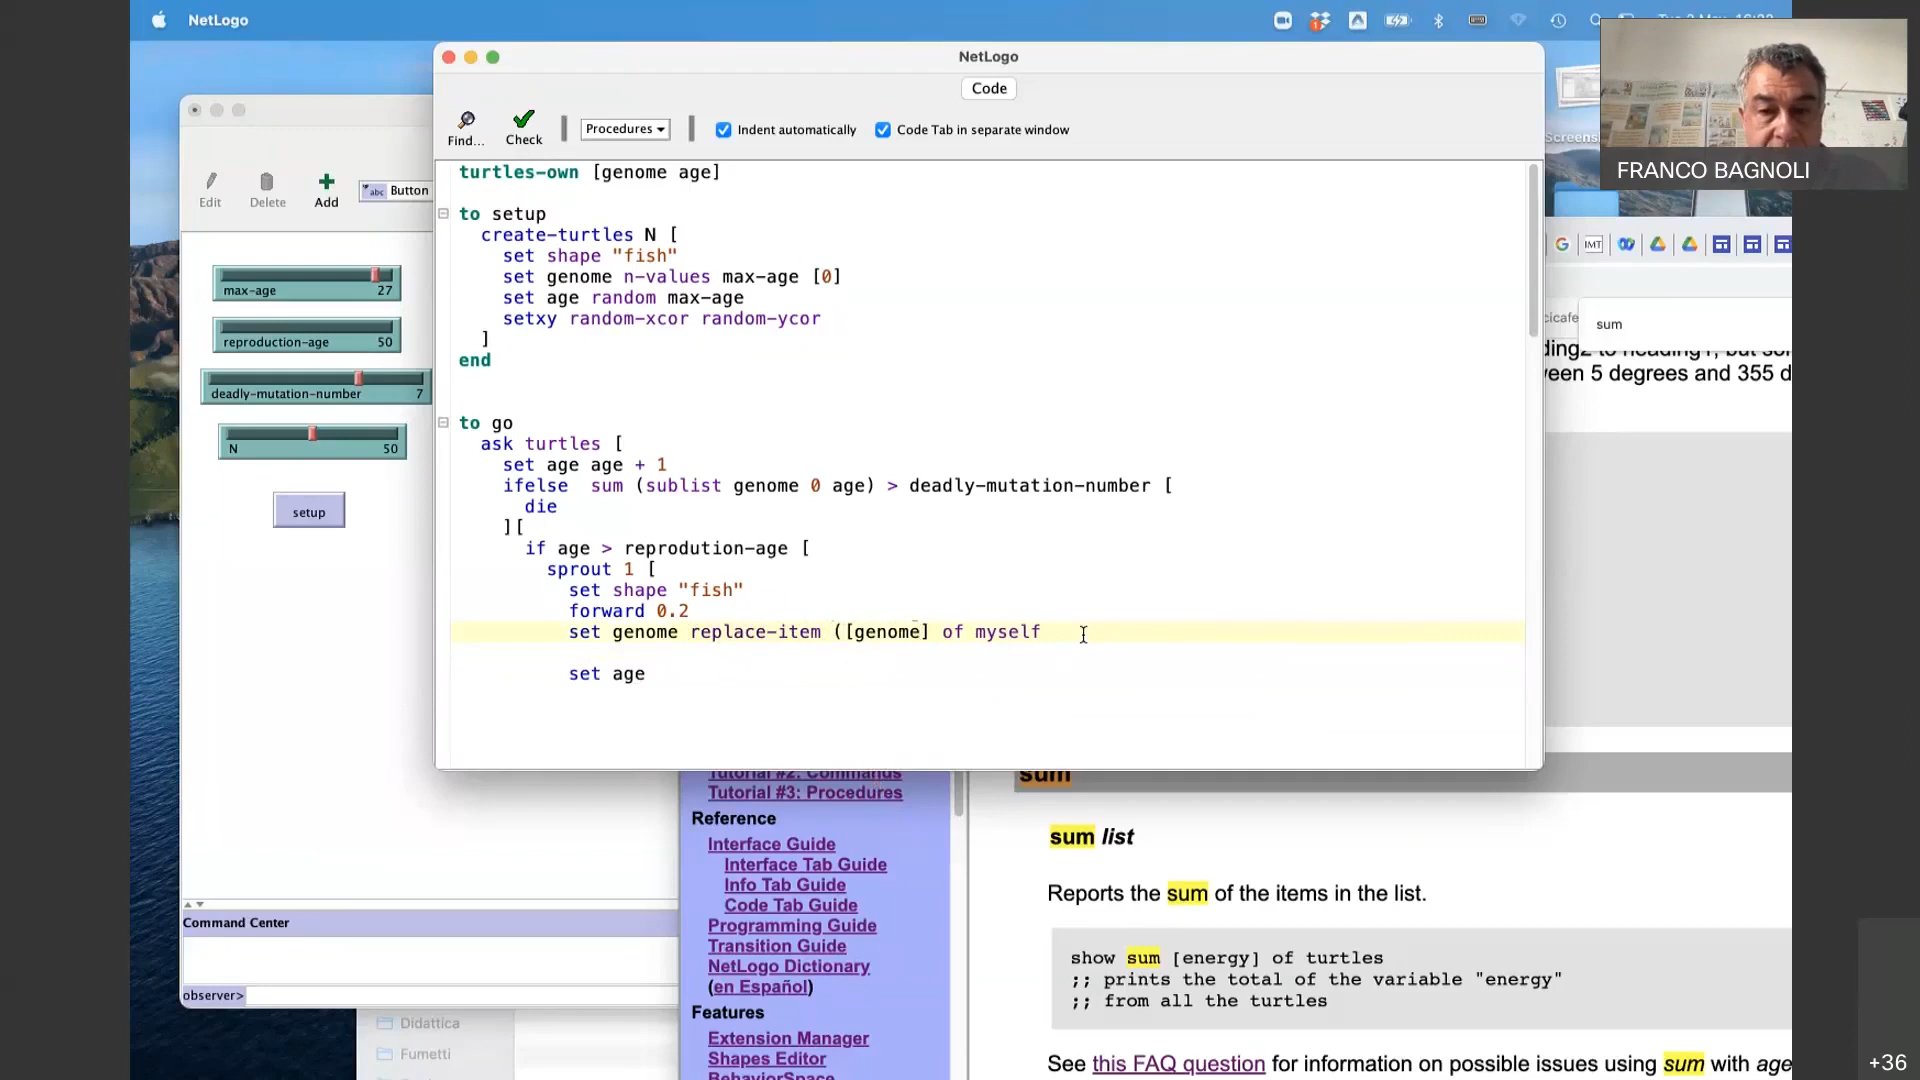 NetLogo
NetLogo
Code
Find...
Check
Procedures
Indent automatically
Code Tab in separate window
turtles-own [genome age]
to setup
create-turtles N [
set shape "fish"
set genome n-values max-age [0]
set age random max-age
setxy random-xcor random-ycor
]
end
to go
ask turtles [
set age age + 1
ifelse sum (sublist genome 0 age) > deadly-mutation-number [
die
][
if age > reprodution-age [
sprout 1 [
set shape "fish"
forward 0.2
set genome replace-item ([genome] of myself
set age
Edit
Delete
Add
abc Button
max-age 27
reproduction-age 50
deadly-mutation-number 7
N 50
setup
Command Center
observer>
Didattica
Fumetti
FRANCO BAGNOLI
Screensh
IMT
sum
ween 5 degrees and 355 d
Tutorial #2: Commands
Tutorial #3: Procedures
Reference
Interface Guide
Interface Tab Guide
Info Tab Guide
Code Tab Guide
Programming Guide
Transition Guide
NetLogo Dictionary
(en Español)
Features
Extension Manager
Shapes Editor
BehaviorSpace
sum
sum list
Reports the sum of the items in the list.
show sum [energy] of turtles
;; prints the total of the variable "energy"
;; from all the turtles
See this FAQ question for information on possible issues using sum with age
+36